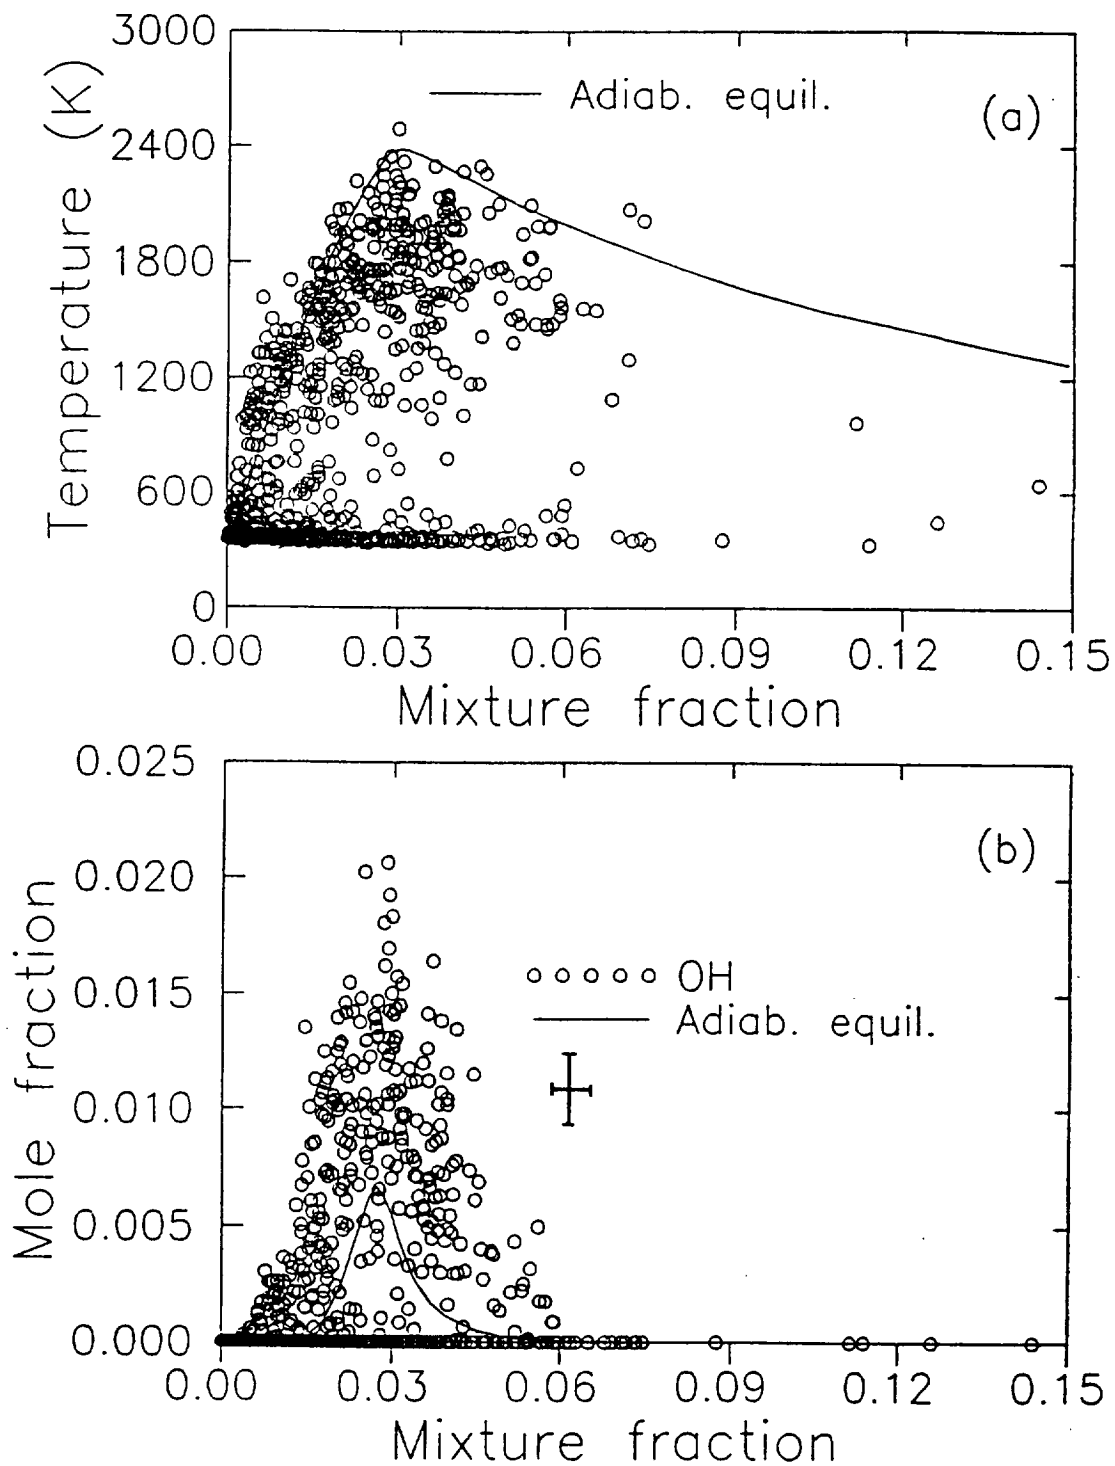 3000
Adiab. equil.
(a)
2400
1800
1200
600
0
Temperature (K)
0.00 0.03 0.06 0.09 0.12 0.15
Mixture fraction
0.025
(b)
0.020
OH
0.015
Adiab. equil.
0.010
0.005
0.000
Mole fraction
0.00 0.03 0.06 0.09 0.12 0.15
Mixture fraction